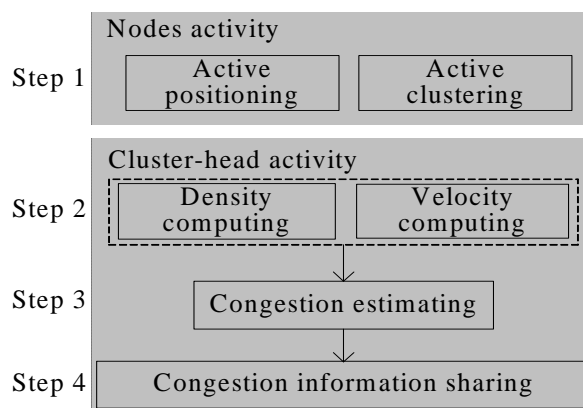 Nodes activity
Step 1
Active positioning
Active clustering
Cluster-head activity
Step 2
Density computing
Velocity computing
Step 3
Congestion estimating
Step 4
Congestion information sharing